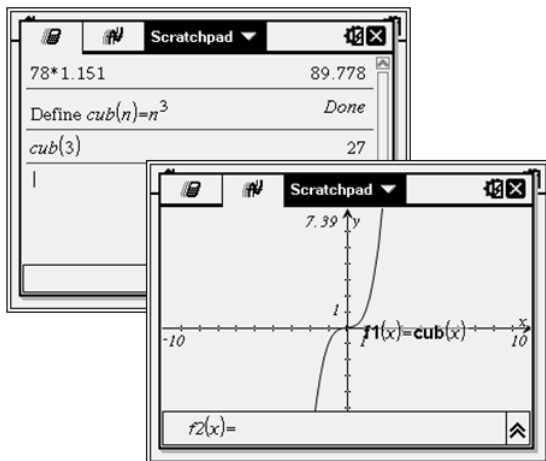 Scratchpad
78*1.151 89.778
Define cub(n)=n³ Done
cub(3) 27
Scratchpad
7.39 y
1
x
-10 1 10
f1(x)=cub(x)
f2(x)=